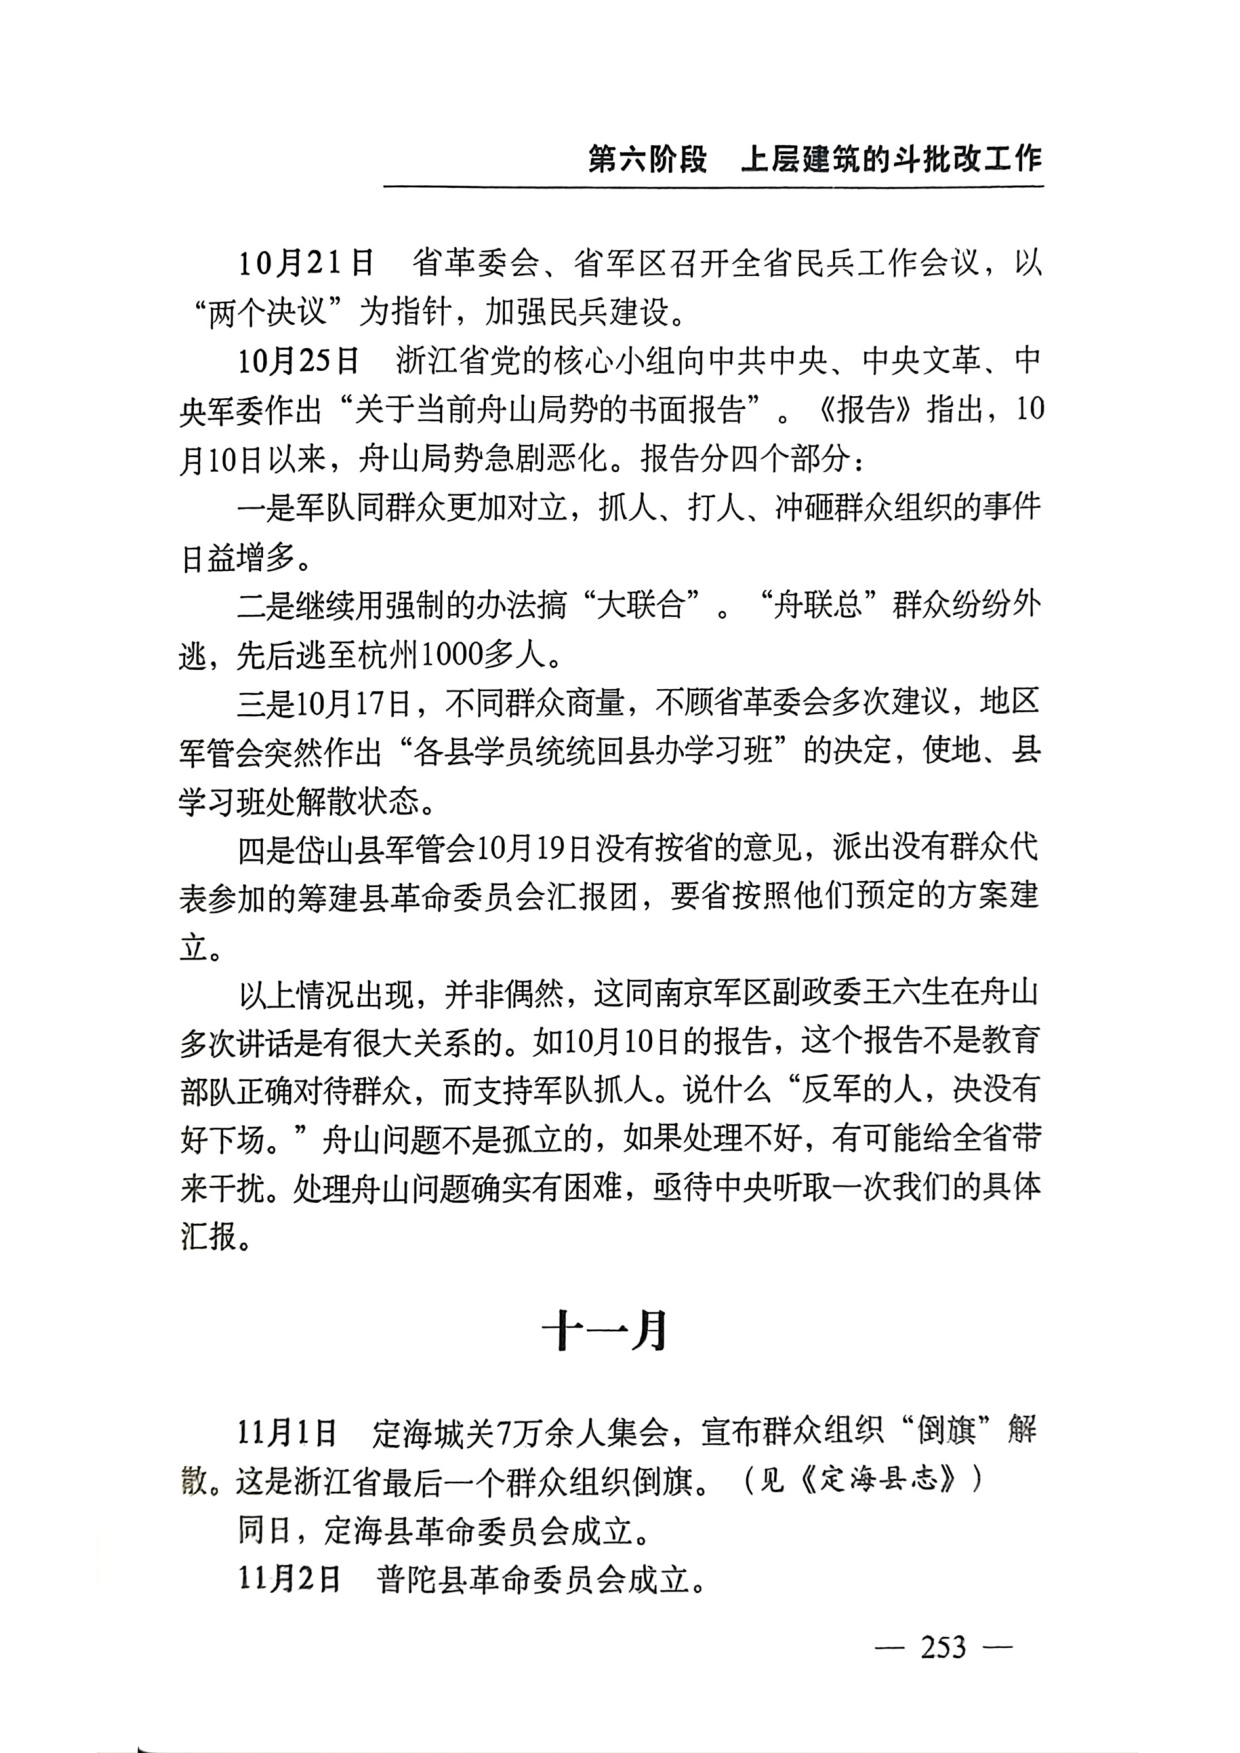 第六阶段　上层建筑的斗批改工作
10月21日　省革委会、省军区召开全省民兵工作会议，以
“两个决议”为指针，加强民兵建设。
10月25日　浙江省党的核心小组向中共中央、中央文革、中
央军委作出“关于当前舟山局势的书面报告”。《报告》指出，10
月10日以来，舟山局势急剧恶化。报告分四个部分：
一是军队同群众更加对立，抓人、打人、冲砸群众组织的事件
日益增多。
二是继续用强制的办法搞“大联合”。“舟联总”群众纷纷外
逃，先后逃至杭州1000多人。
三是10月17日，不同群众商量，不顾省革委会多次建议，地区
军管会突然作出“各县学员统统回县办学习班”的决定，使地、县
学习班处解散状态。
四是岱山县军管会10月19日没有按省的意见，派出没有群众代
表参加的筹建县革命委员会汇报团，要省按照他们预定的方案建
立。
以上情况出现，并非偶然，这同南京军区副政委王六生在舟山
多次讲话是有很大关系的。如10月10日的报告，这个报告不是教育
部队正确对待群众，而支持军队抓人。说什么“反军的人，决没有
好下场。”舟山问题不是孤立的，如果处理不好，有可能给全省带
来干扰。处理舟山问题确实有困难，亟待中央听取一次我们的具体
汇报。
十一月
11月1日　定海城关7万余人集会，宣布群众组织“倒旗”解
散。这是浙江省最后一个群众组织倒旗。（见《定海县志》）
同日，定海县革命委员会成立。
11月2日　普陀县革命委员会成立。
— 253 —